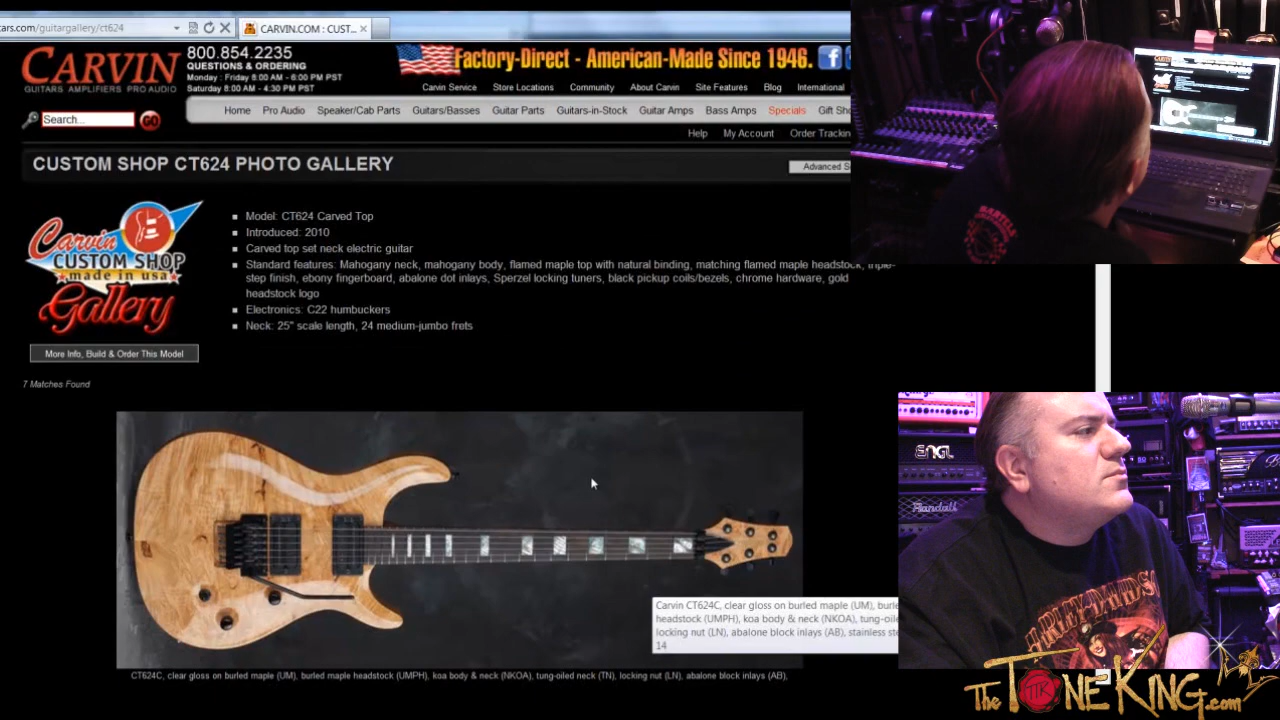 ars.com/guitargallery/ct624
CARVIN.COM : CUST...
CARVIN
GUITARS AMPLIFIERS PRO AUDIO
800.854.2235
QUESTIONS & ORDERING
Monday - Friday 8:00 AM - 6:00 PM PST
Saturday 8:00 AM - 4:30 PM PST
Factory-Direct - American-Made Since 1946.
f
Carvin Service Store Locations Community About Carvin Site Features Blog International
Search... GO
Home Pro Audio Speaker/Cab Parts Guitars/Basses Guitar Parts Guitars-in-Stock Guitar Amps Bass Amps Specials Gift Sho
Help My Account Order Trackin
CUSTOM SHOP CT624 PHOTO GALLERY
Advanced S
Carvin
CUSTOM SHOP
made in usa
Gallery
More Info, Build & Order This Model
Model: CT624 Carved Top
Introduced: 2010
Carved top set neck electric guitar
Standard features: Mahogany neck, mahogany body, flamed maple top with natural binding, matching flamed maple headstock, triple-
step finish, ebony fingerboard, abalone dot inlays, Sperzel locking tuners, black pickup coils/bezels, chrome hardware, gold
headstock logo
Electronics: C22 humbuckers
Neck: 25" scale length, 24 medium-jumbo frets
7 Matches Found
Carvin CT624C, clear gloss on burled maple (UM), burle
headstock (UMPH), koa body & neck (NKOA), tung-oile
locking nut (LN), abalone block inlays (AB), stainless ste
14
CT624C, clear gloss on burled maple (UM), burled maple headstock (UMPH), koa body & neck (NKOA), tung-oiled neck (TN), locking nut (LN), abalone block inlays (AB),
ENGL
Randall
HARLEY-DAVIDSON
THE TONE KING.com
TTK